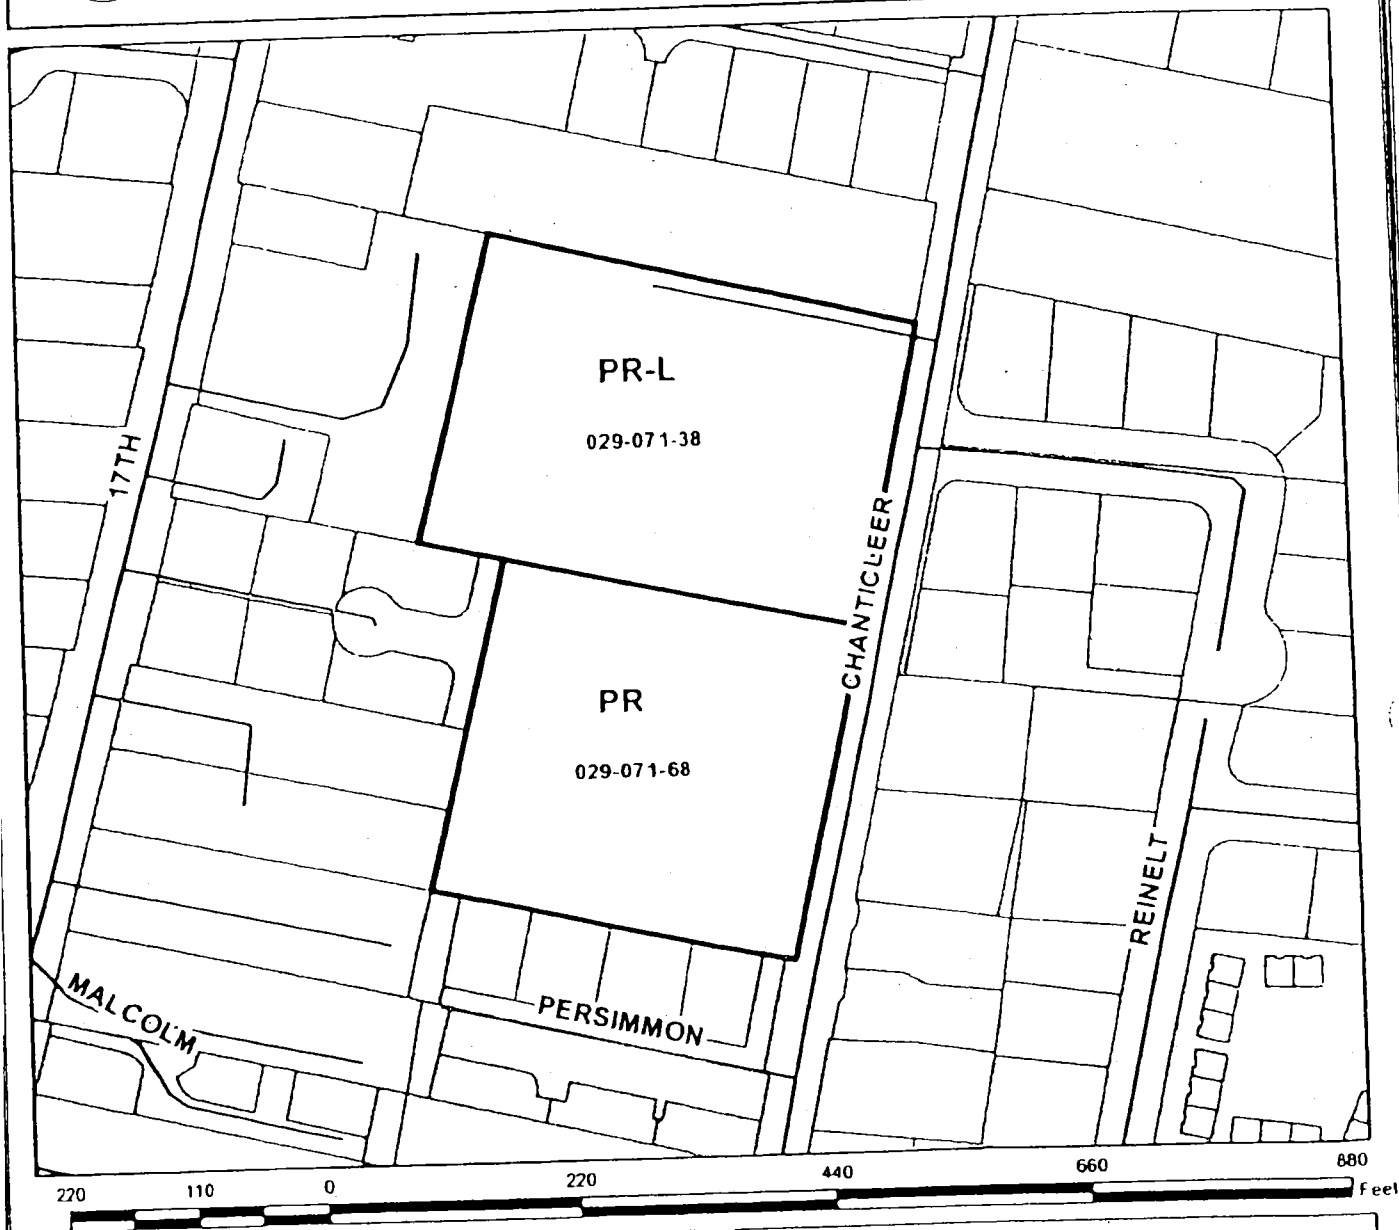 PR-L
029-071-38
17TH
CHANTICLEER
PR
029-071-68
REINELT
MALCOLM
PERSIMMON
220 110 0 220 440 660 880
Feet